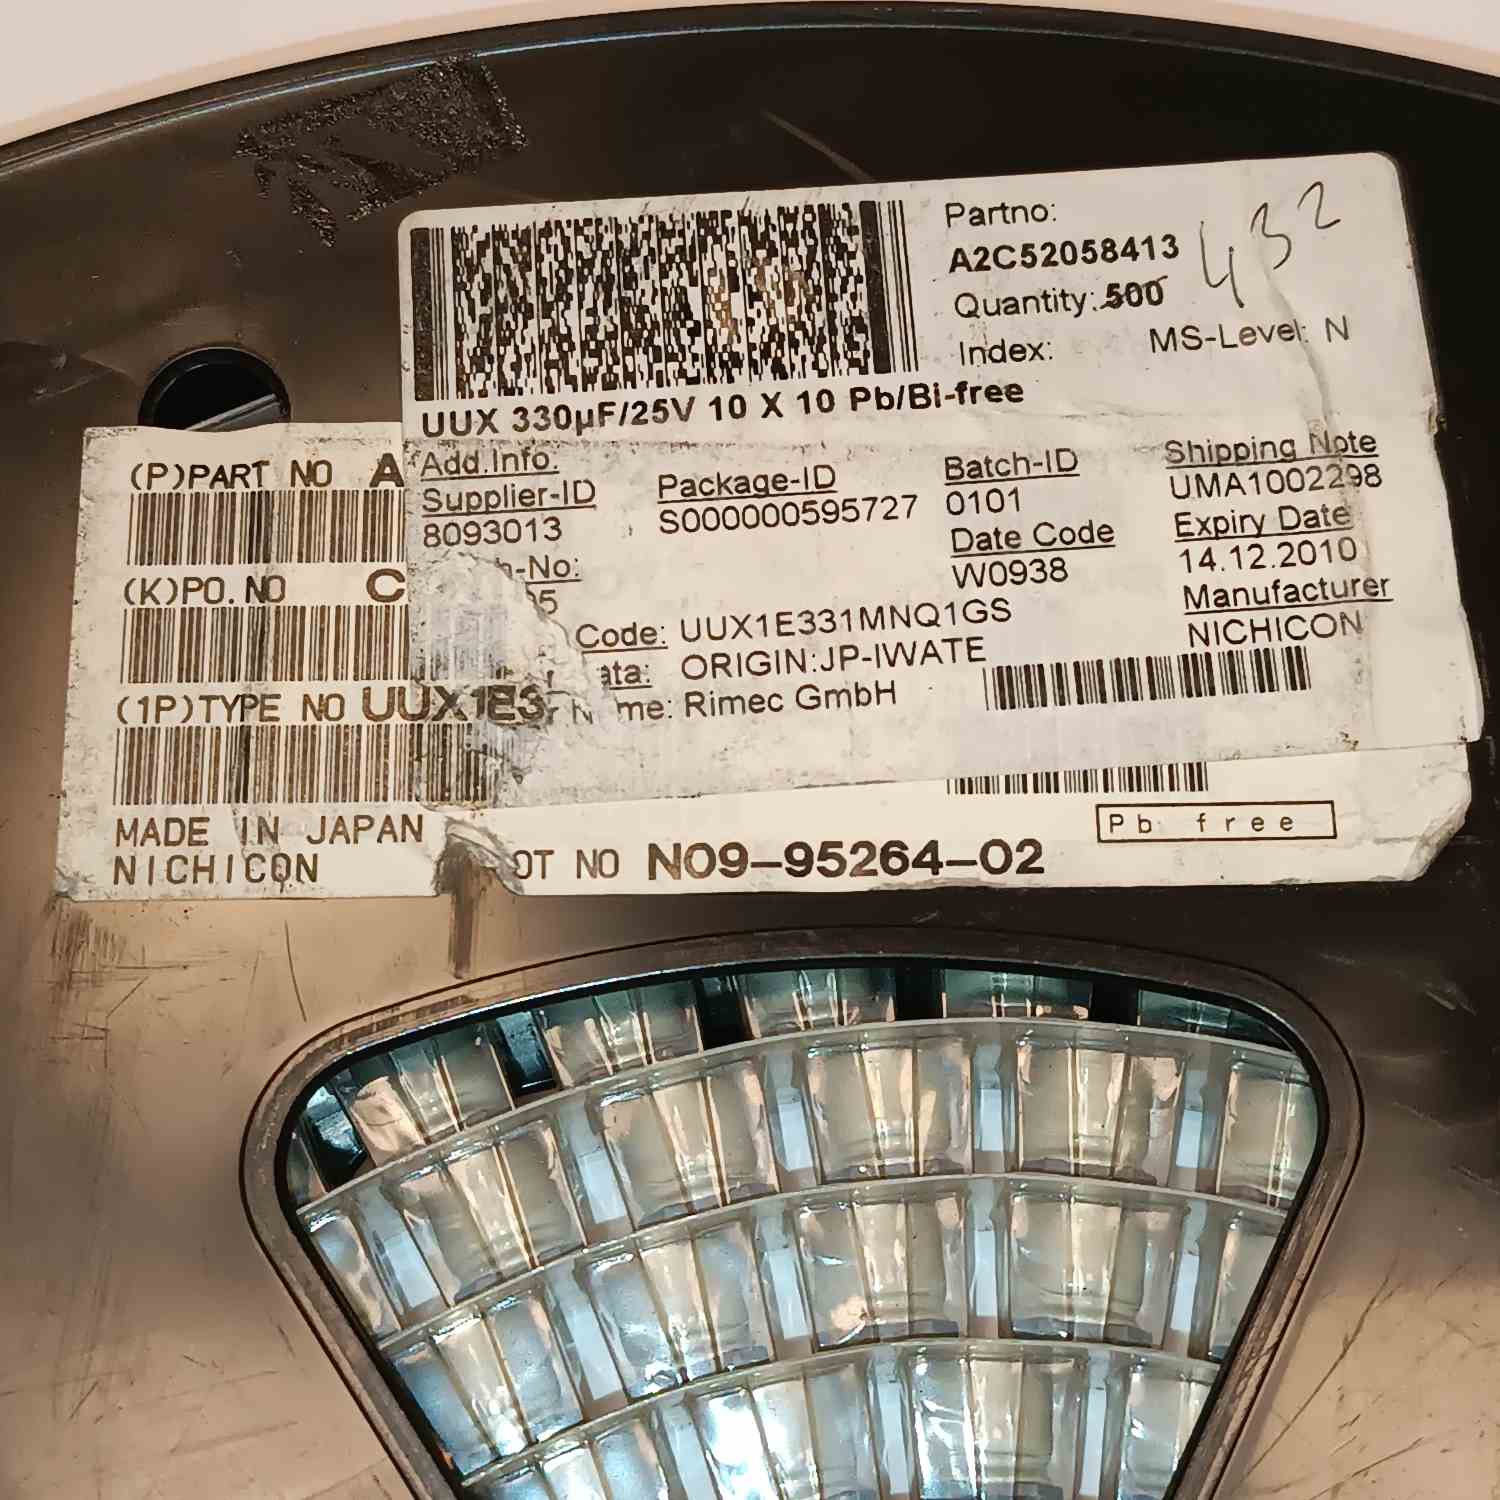 Partno:
A2C52058413
Quantity: 500
432
Index:
MS-Level: N
UUX 330µF/25V 10 X 10 Pb/Bi-free
Add.Info.
Supplier-ID
8093013
Package-ID
S000000595727
Batch-ID
0101
Date Code
W0938
Shipping Note
UMA1002298
Expiry Date
14.12.2010
Manufacturer
NICHICON
-No:
Code: UUX1E331MNQ1GS
ORIGIN:JP-IWATE
Rimec GmbH
(P)PART NO A
(K)PO.NO C
(1P)TYPE NO UUX1E3
MADE IN JAPAN
NICHICON
NO N09-95264-02
Pb free